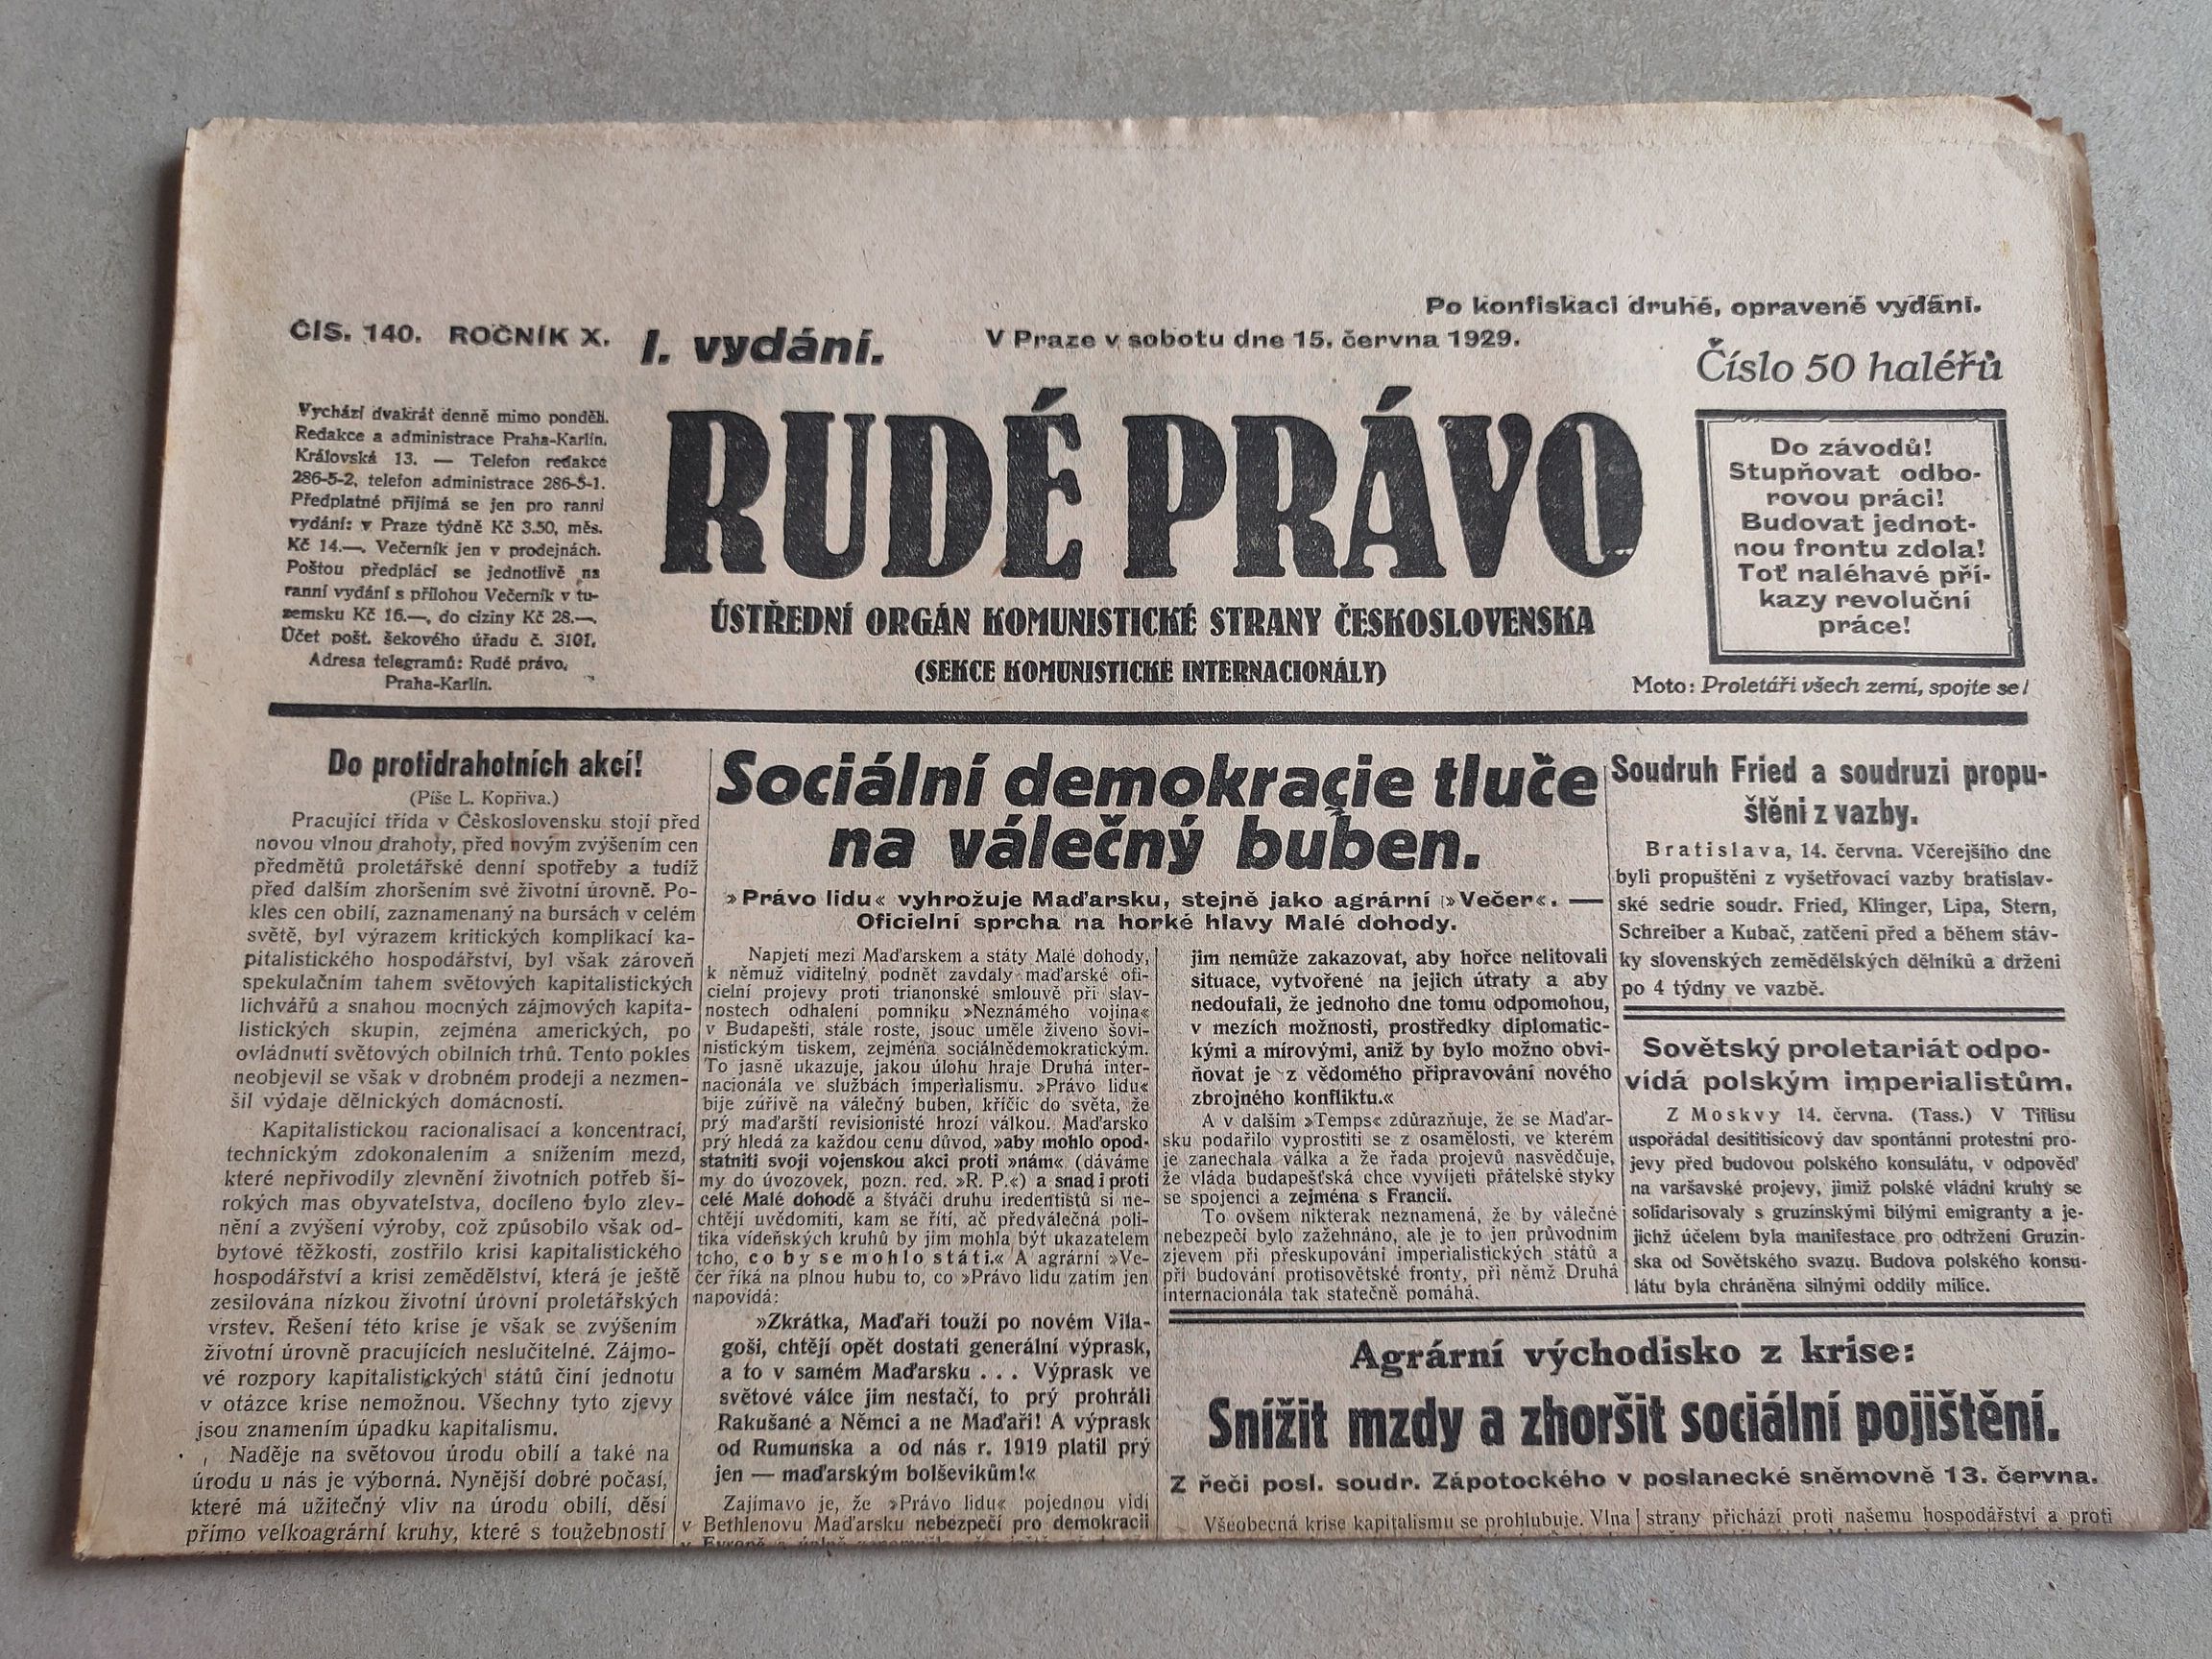 Po konfiskaci druhé, opravené vydání.
ČÍS. 140. ROČNÍK X. I. vydání. V Praze v sobotu dne 15. června 1929.
Číslo 50 haléřů
Vychází dvakrát denně mimo pondělí.
Redakce a administrace Praha-Karlín,
Královská 13. — Telefon redakce
286-5-2, telefon administrace 286-5-1.
Předplatné přijímá se jen pro ranní
vydání: v Praze týdně Kč 3.50, měs.
Kč 14.—. Večerník jen v prodejnách.
Poštou předplácí se jednotlivě na
ranní vydání s přílohou Večerník v tu-
zemsku Kč 16.—, do ciziny Kč 28.—.
Účet pošt. šekového úřadu č. 3101.
Adresa telegramů: Rudé právo,
Praha-Karlín.
RUDÉ PRÁVO
ÚSTŘEDNÍ ORGÁN KOMUNISTICKÉ STRANY ČESKOSLOVENSKA
(SEKCE KOMUNISTICKÉ INTERNACIONÁLY)
Do závodů!
Stupňovat odbo-
rovou práci!
Budovat jednot-
nou frontu zdola!
Toť naléhavé pří-
kazy revoluční
práce!
Moto: Proletáři všech zemí, spojte se!
Do protidrahotních akcí!
(Píše L. Kopřiva.)
Pracující třída v Československu stojí před
novou vlnou drahoty, před novým zvýšením cen
předmětů proletářské denní spotřeby a tudíž
před dalším zhoršením své životní úrovně. Po-
kles cen obilí, zaznamenaný na bursách v celém
světě, byl výrazem kritických komplikací ka-
pitalistického hospodářství, byl však zároveň
spekulačním tahem světových kapitalistických
lichvářů a snahou mocných zájmových kapita-
listických skupin, zejména amerických, po
ovládnutí světových obilních trhů. Tento pokles
neobjevil se však v drobném prodeji a nezmen-
šil výdaje dělnických domácností.
Kapitalistickou racionalisací a koncentrací,
technickým zdokonalením a snížením mezd,
které nepřivodily zlevnění životních potřeb ši-
rokých mas obyvatelstva, docíleno bylo zlev-
nění a zvýšení výroby, což způsobilo však od-
bytové těžkosti, zostřilo krisi kapitalistického
hospodářství a krisi zemědělství, která je ještě
zesilována nízkou životní úrovní proletářských
vrstev. Řešení této krise je však se zvýšením
životní úrovně pracujících neslučitelné. Zájmo-
vé rozpory kapitalistických států činí jednotu
v otázce krise nemožnou. Všechny tyto zjevy
jsou znamením úpadku kapitalismu.
Naděje na světovou úrodu obilí a také na
úrodu u nás je výborná. Nynější dobré počasí,
které má užitečný vliv na úrodu obilí, děsí
přímo velkoagrární kruhy, které s toužebností
Sociální demokracie tluče
na válečný buben.
»Právo lidu« vyhrožuje Maďarsku, stejně jako agrární »Večer«. —
Oficielní sprcha na horké hlavy Malé dohody.
Napjetí mezi Maďarskem a státy Malé dohody,
k němuž viditelný podnět zavdaly maďarské ofi-
cielní projevy proti trianonské smlouvě při slav-
nostech odhalení pomníku »Neznámého vojína«
v Budapešti, stále roste, jsouc uměle živeno šovi-
nistickým tiskem, zejména sociálnědemokratickým.
To jasně ukazuje, jakou úlohu hraje Druhá inter-
nacionála ve službách imperialismu. »Právo lidu«
bije zuřivě na válečný buben, křičíc do světa, že
prý maďarští revisionisté hrozí válkou. Maďarsko
prý hledá za každou cenu důvod, »aby mohlo opod-
statniti svoji vojenskou akci proti »nám« (dáváme
my do úvozovek, pozn. red. »R. P.«) a snad i proti
celé Malé dohodě a štváči druhu iredentistů si ne-
chtějí uvědomiti, kam se řítí, ač předválečná poli-
tika vídeňských kruhů by jim mohla být ukazatelem
toho, co by se mohlo státi.« A agrární »Ve-
čer říká na plnou hubu to, co »Právo lidu zatím jen
napovídá:
»Zkrátka, Maďaři touží po novém Vila-
goši, chtějí opět dostati generální výprask,
a to v samém Maďarsku . . . Výprask ve
světové válce jim nestačí, to prý prohráli
Rakušané a Němci a ne Maďaři! A výprask
od Rumunska a od nás r. 1919 platil prý
jen — maďarským bolševikům!«
Zajímavo je, že »Právo lidu« pojednou vidí
v Bethlenovu Maďarsku nebezpečí pro demokracii
jim nemůže zakazovat, aby hořce nelitovali
situace, vytvořené na jejich útraty a aby
nedoufali, že jednoho dne tomu odpomohou,
v mezích možnosti, prostředky diplomatic-
kými a mírovými, aniž by bylo možno obvi-
ňovat je z vědomého připravování nového
zbrojného konfliktu.«
A v dalším »Temps« zdůrazňuje, že se Maďar-
sku podařilo vyprostiti se z osamělosti, ve kterém
je zanechala válka a že řada projevů nasvědčuje,
že vláda budapešťská chce vyvíjeti přátelské styky
se spojenci a zejména s Francií.
To ovšem nikterak neznamená, že by válečné
nebezpečí bylo zažehnáno, ale je to jen průvodním
zjevem při přeskupování imperialistických států a
při budování protisovětské fronty, při němž Druhá
internacionála tak statečně pomáhá.
Soudruh Fried a soudruzi propu-
štěni z vazby.
Bratislava, 14. června. Včerejšího dne
byli propuštěni z vyšetřovací vazby bratislav-
ské sedrie soudr. Fried, Klinger, Lipa, Stern,
Schreiber a Kubač, zatčení před a během stáv-
ky slovenských zemědělských dělníků a drženi
po 4 týdny ve vazbě.
Sovětský proletariát odpo-
vídá polským imperialistům.
Z Moskvy 14. června. (Tass.) V Tiflisu
uspořádal desítitisícový dav spontánní protestní pro-
jevy před budovou polského konsulátu, v odpověď
na varšavské projevy, jimiž polské vládní kruhy se
solidarisovaly s gruzínskými bílými emigranty a je-
jichž účelem byla manifestace pro odtržení Gruzin-
ska od Sovětského svazu. Budova polského konsu-
látu byla chráněna silnými oddíly milice.
Agrární východisko z krise:
Snížit mzdy a zhoršit sociální pojištění.
Z řeči posl. soudr. Zápotockého v poslanecké sněmovně 13. června.
Všeobecná krise kapitalismu se prohlubuje. Vlna
strany přichází proti našemu hospodářství a proti